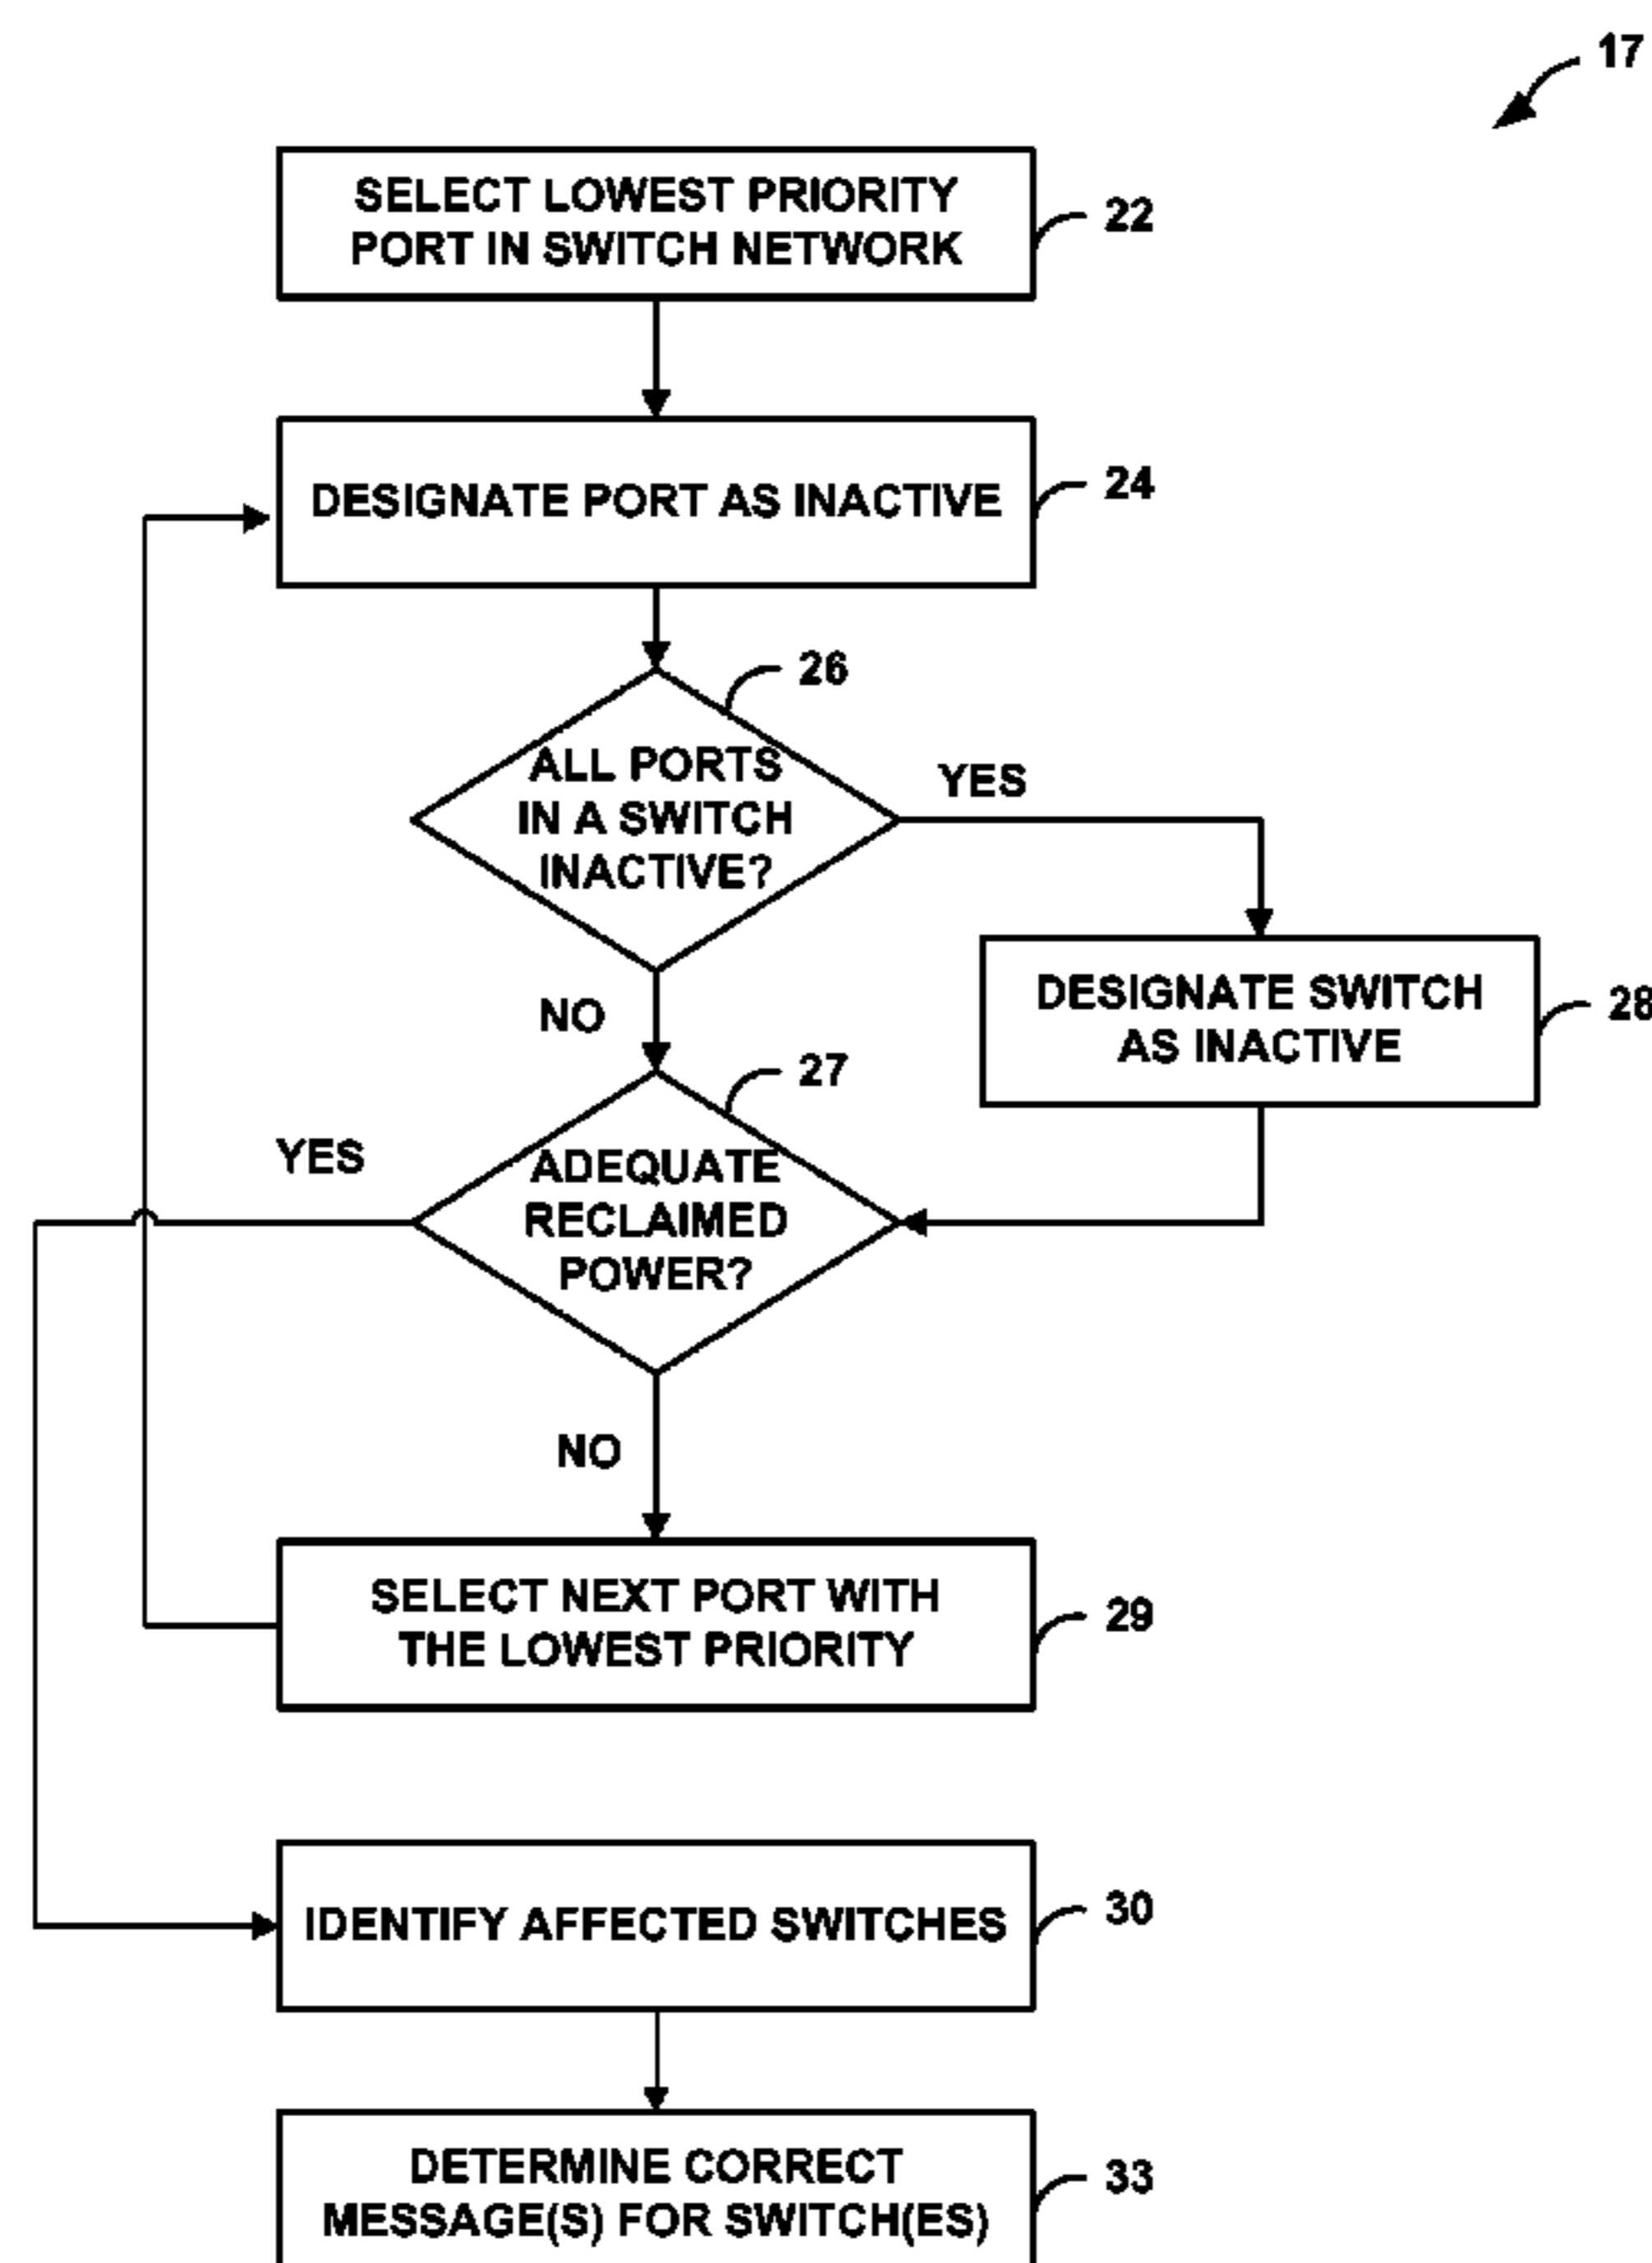 17
SELECT LOWEST PRIORITY
PORT IN SWITCH NETWORK
22
DESIGNATE PORT AS INACTIVE
24
26
ALL PORTS
IN A SWITCH
INACTIVE?
YES
DESIGNATE SWITCH
AS INACTIVE
28
NO
27
YES
ADEQUATE
RECLAIMED
POWER?
NO
SELECT NEXT PORT WITH
THE LOWEST PRIORITY
29
IDENTIFY AFFECTED SWITCHES
30
DETERMINE CORRECT
MESSAGE(S) FOR SWITCH(ES)
33